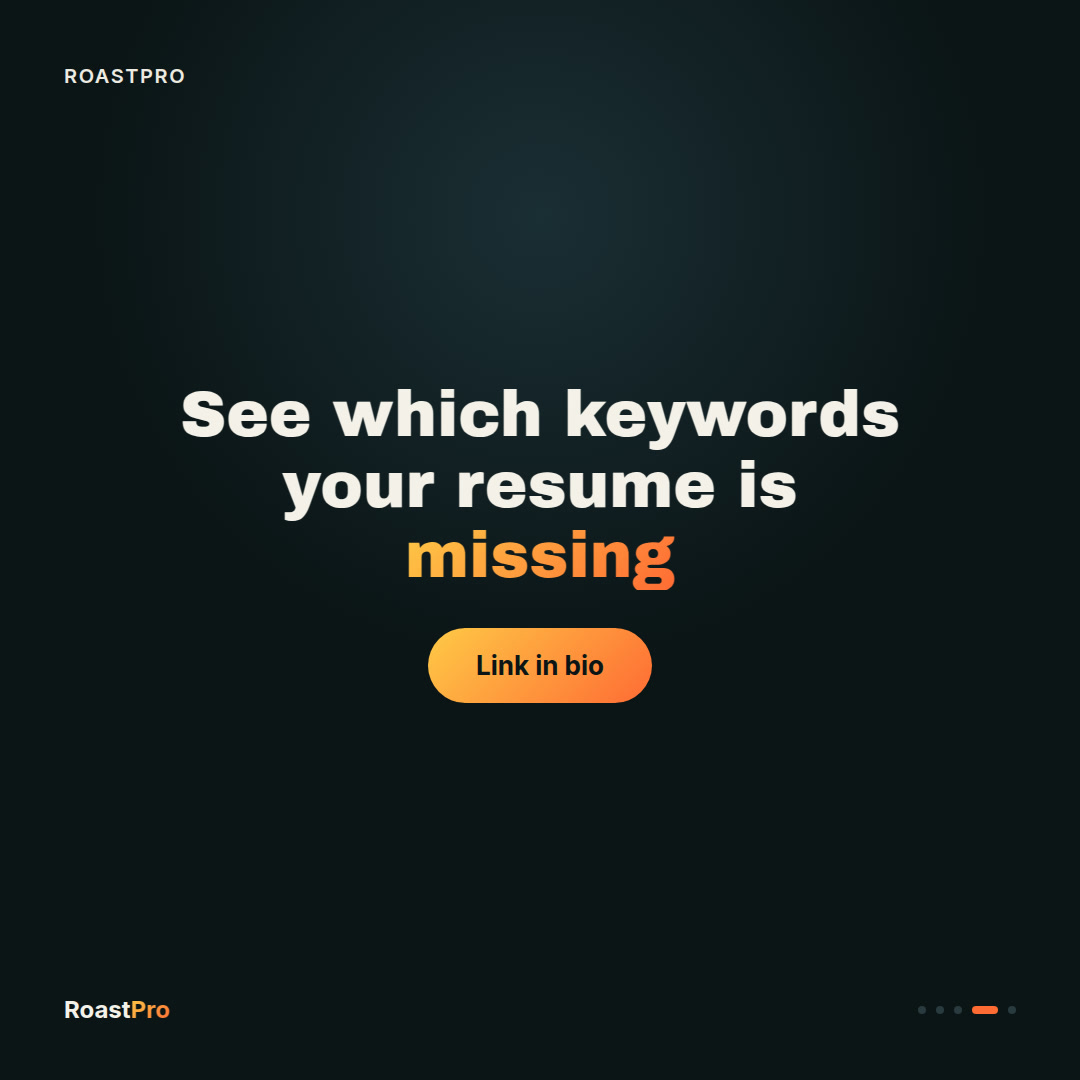 ROASTPRO
See which keywords
your resume is
missing
Link in bio
RoastPro